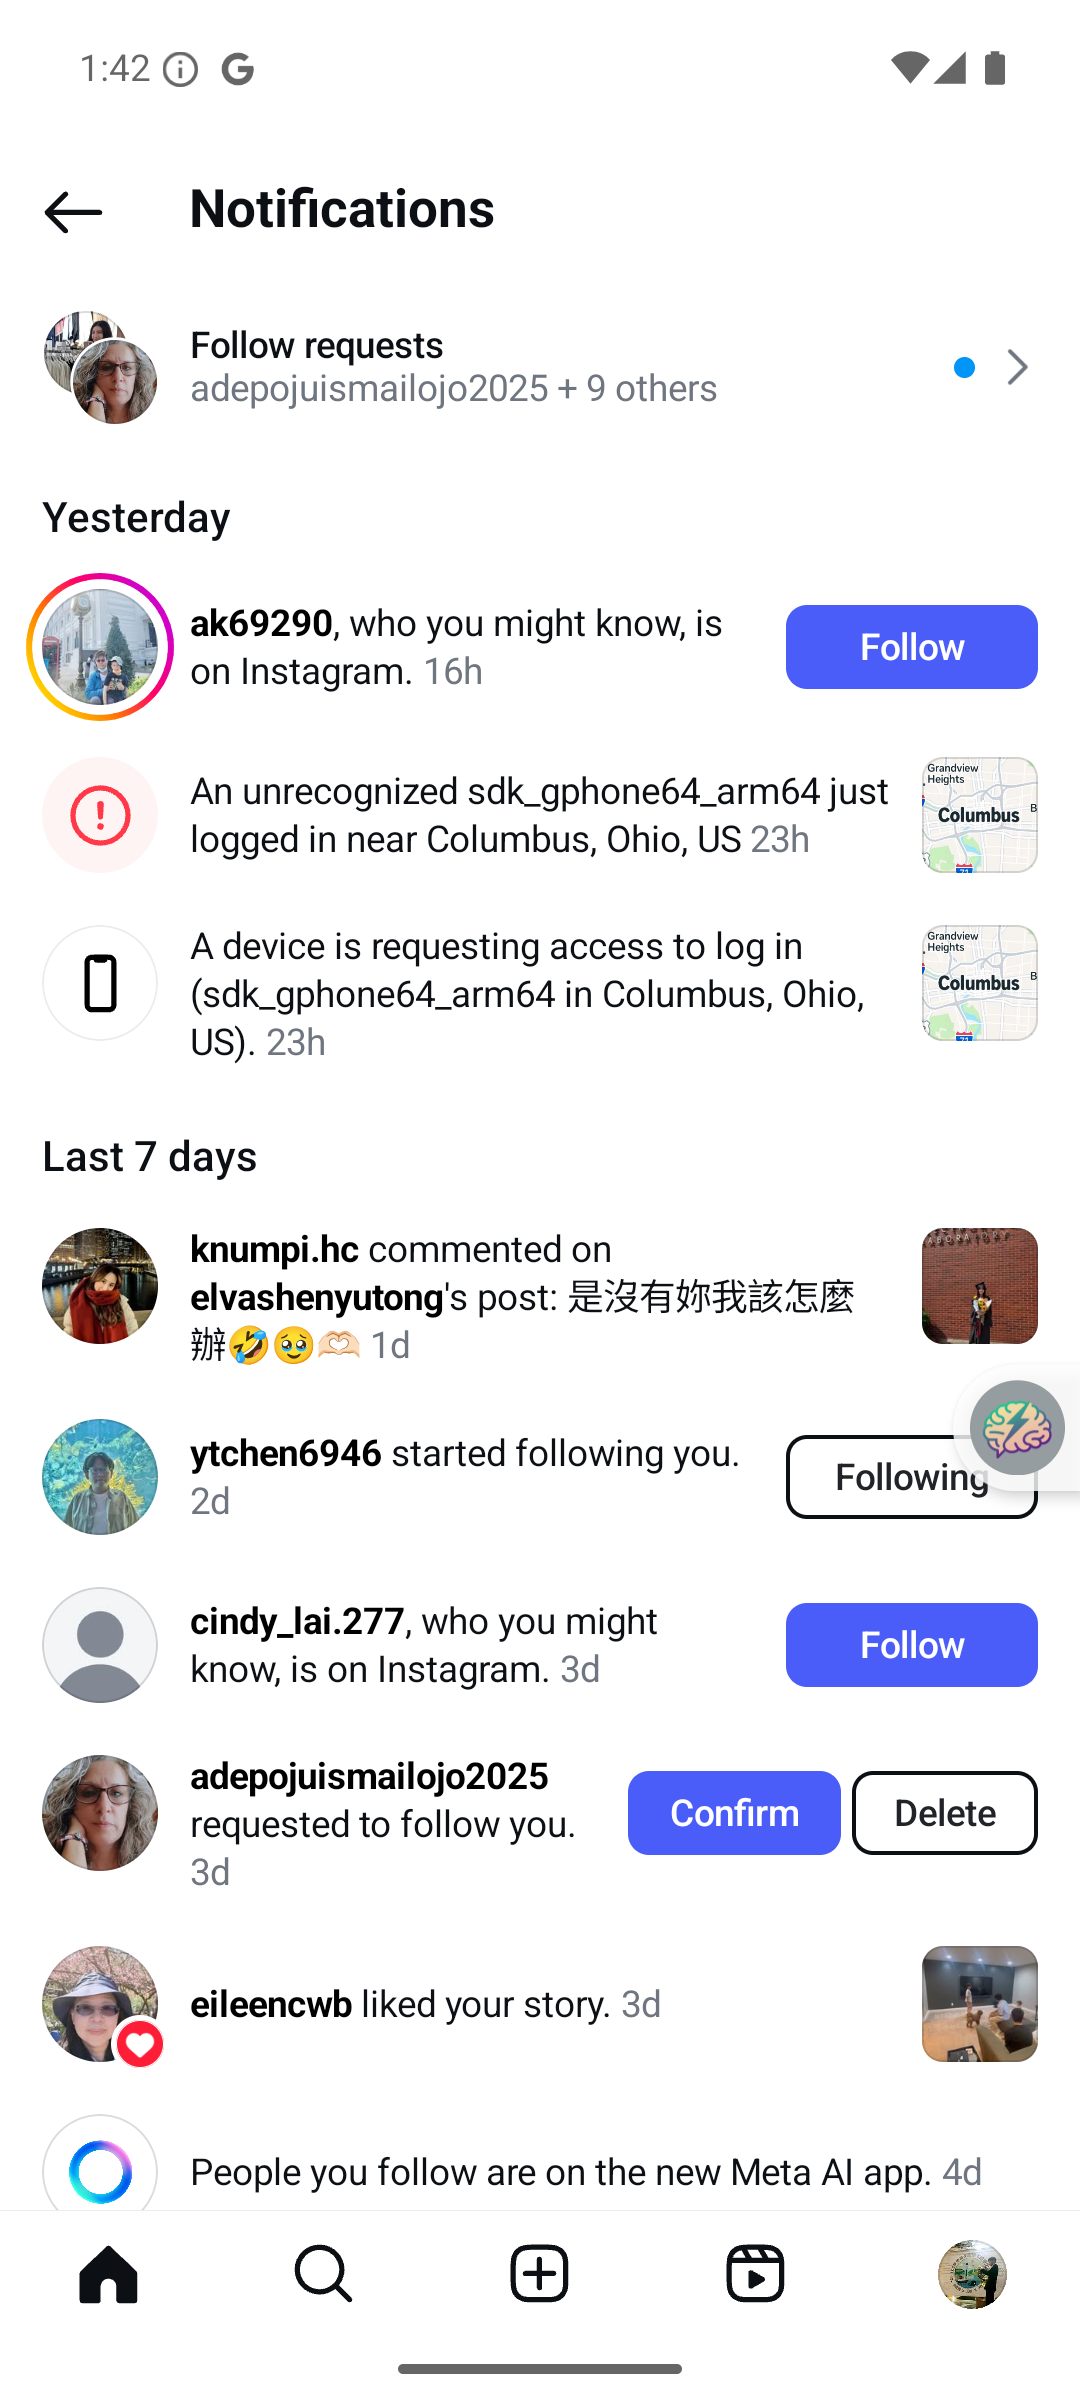 1:42
Notifications
Follow requests
adepojuismailojo2025 + 9 others
Yesterday
ak69290, who you might know, is
on Instagram. 16h
Follow
An unrecognized sdk_gphone64_arm64 just
logged in near Columbus, Ohio, US 23h
Grandview
Heights
B
Columbus
71
A device is requesting access to log in
(sdk_gphone64_arm64 in Columbus, Ohio,
US). 23h
Grandview
Heights
B
Columbus
71
Last 7 days
knumpi.hc commented on
elvashenyutong's post: 是沒有妳我該怎麼
辦🤣🥹🫶🏻 1d
ytchen6946 started following you.
2d
Following
cindy_lai.277, who you might
know, is on Instagram. 3d
Follow
adepojuismailojo2025
requested to follow you.
3d
Confirm
Delete
eileencwb liked your story. 3d
People you follow are on the new Meta AI app. 4d